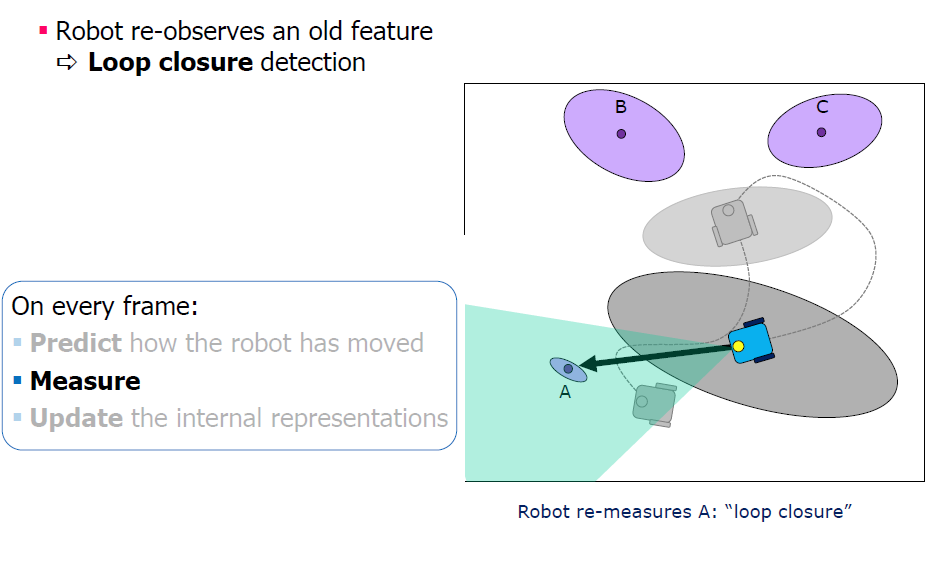 Robot re-observes an old feature
⇨ Loop closure detection
B
C
On every frame:
Predict how the robot has moved
Measure
Update the internal representations
A
Robot re-measures A: “loop closure”